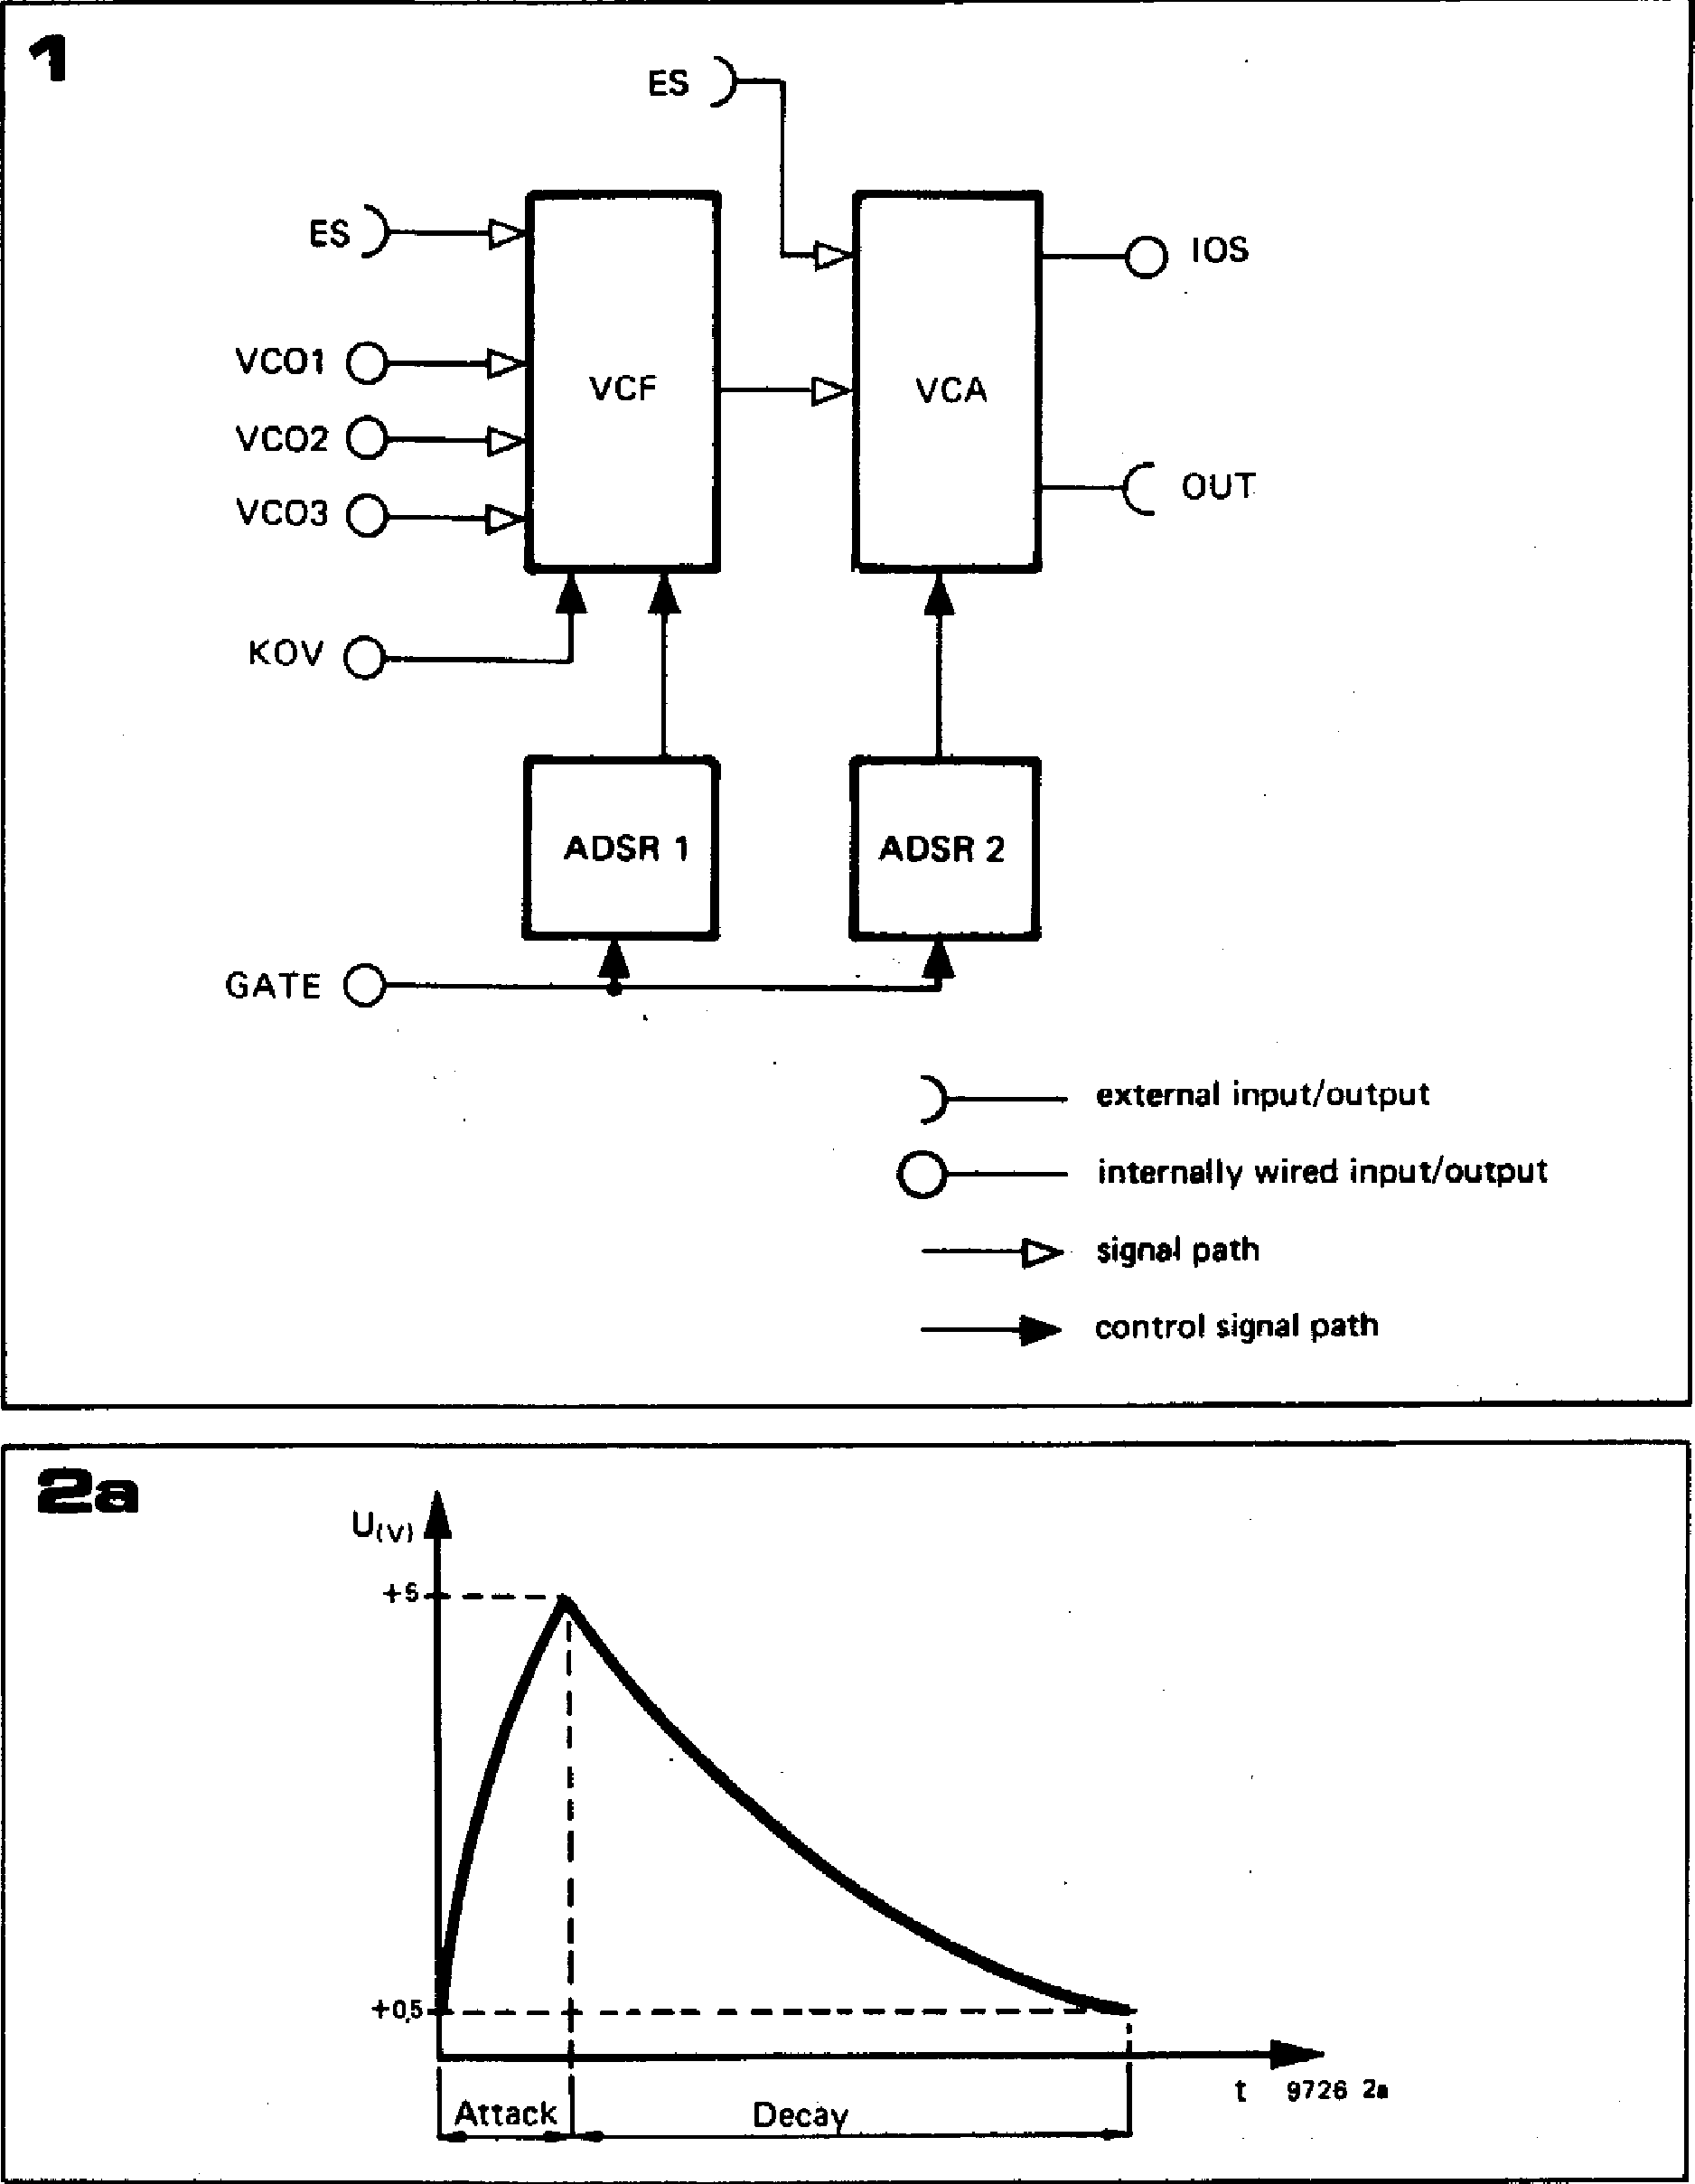 1
ES
ES
IOS
VCO1
VCF
VCA
VCO2
OUT
VCO3
KOV
ADSR 1
ADSR 2
GATE
external input/output
internally wired input/output
signal path
control signal path
2a
U(V)
+5
+0,5
t 9726 2a
Attack
Decay